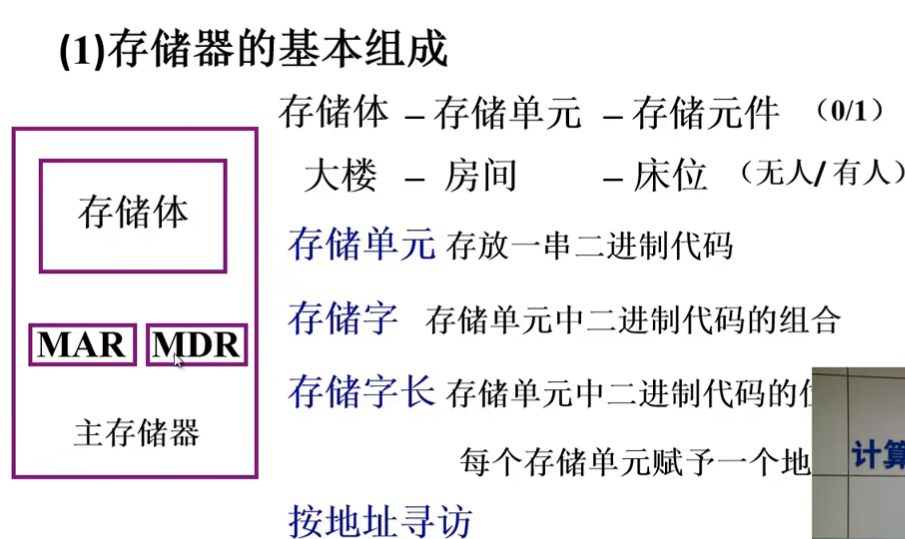 (1)存储器的基本组成
存储体 – 存储单元 – 存储元件 （0/1）
大楼 – 房间 – 床位 （无人/ 有人）
存储体
存储单元 存放一串二进制代码
存储字 存储单元中二进制代码的组合
MAR MDR
存储字长 存储单元中二进制代码的
主存储器
每个存储单元赋予一个地
按地址寻访
计算